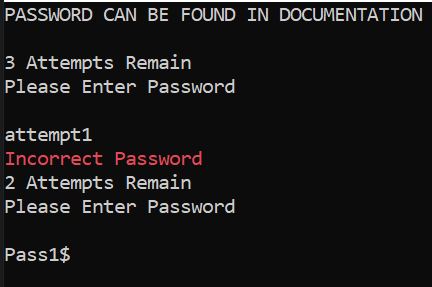 PASSWORD CAN BE FOUND IN DOCUMENTATION
3 Attempts Remain
Please Enter Password
attempt1
Incorrect Password
2 Attempts Remain
Please Enter Password
Pass1$